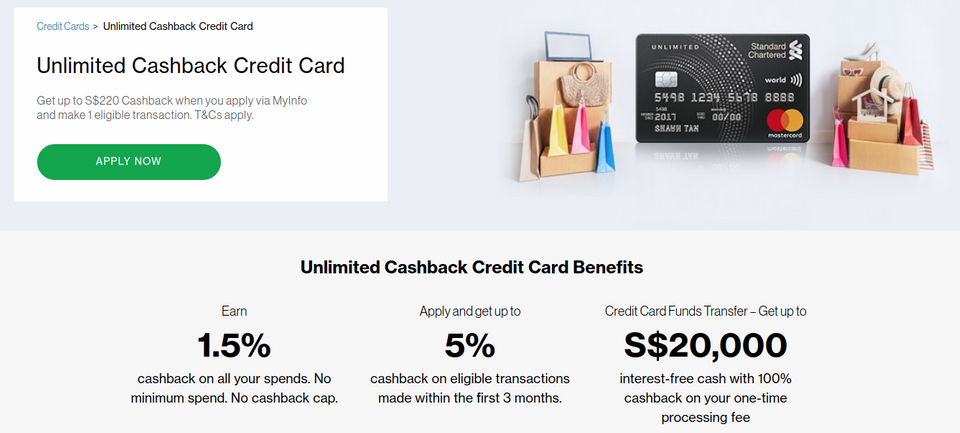 Credit Cards > Unlimited Cashback Credit Card
Unlimited Cashback Credit Card
Get up to S$220 Cashback when you apply via MyInfo
and make 1 eligible transaction. T&Cs apply.
APPLY NOW
UNLIMITED
Standard
Chartered
world
5498 1234 5678 8888
5498
MEMBER SINCE 2017 00/00
SHAWN TAN
mastercard
Unlimited Cashback Credit Card Benefits
Earn
1.5%
cashback on all your spends. No
minimum spend. No cashback cap.
Apply and get up to
5%
cashback on eligible transactions
made within the first 3 months.
Credit Card Funds Transfer – Get up to
S$20,000
interest-free cash with 100%
cashback on your one-time
processing fee